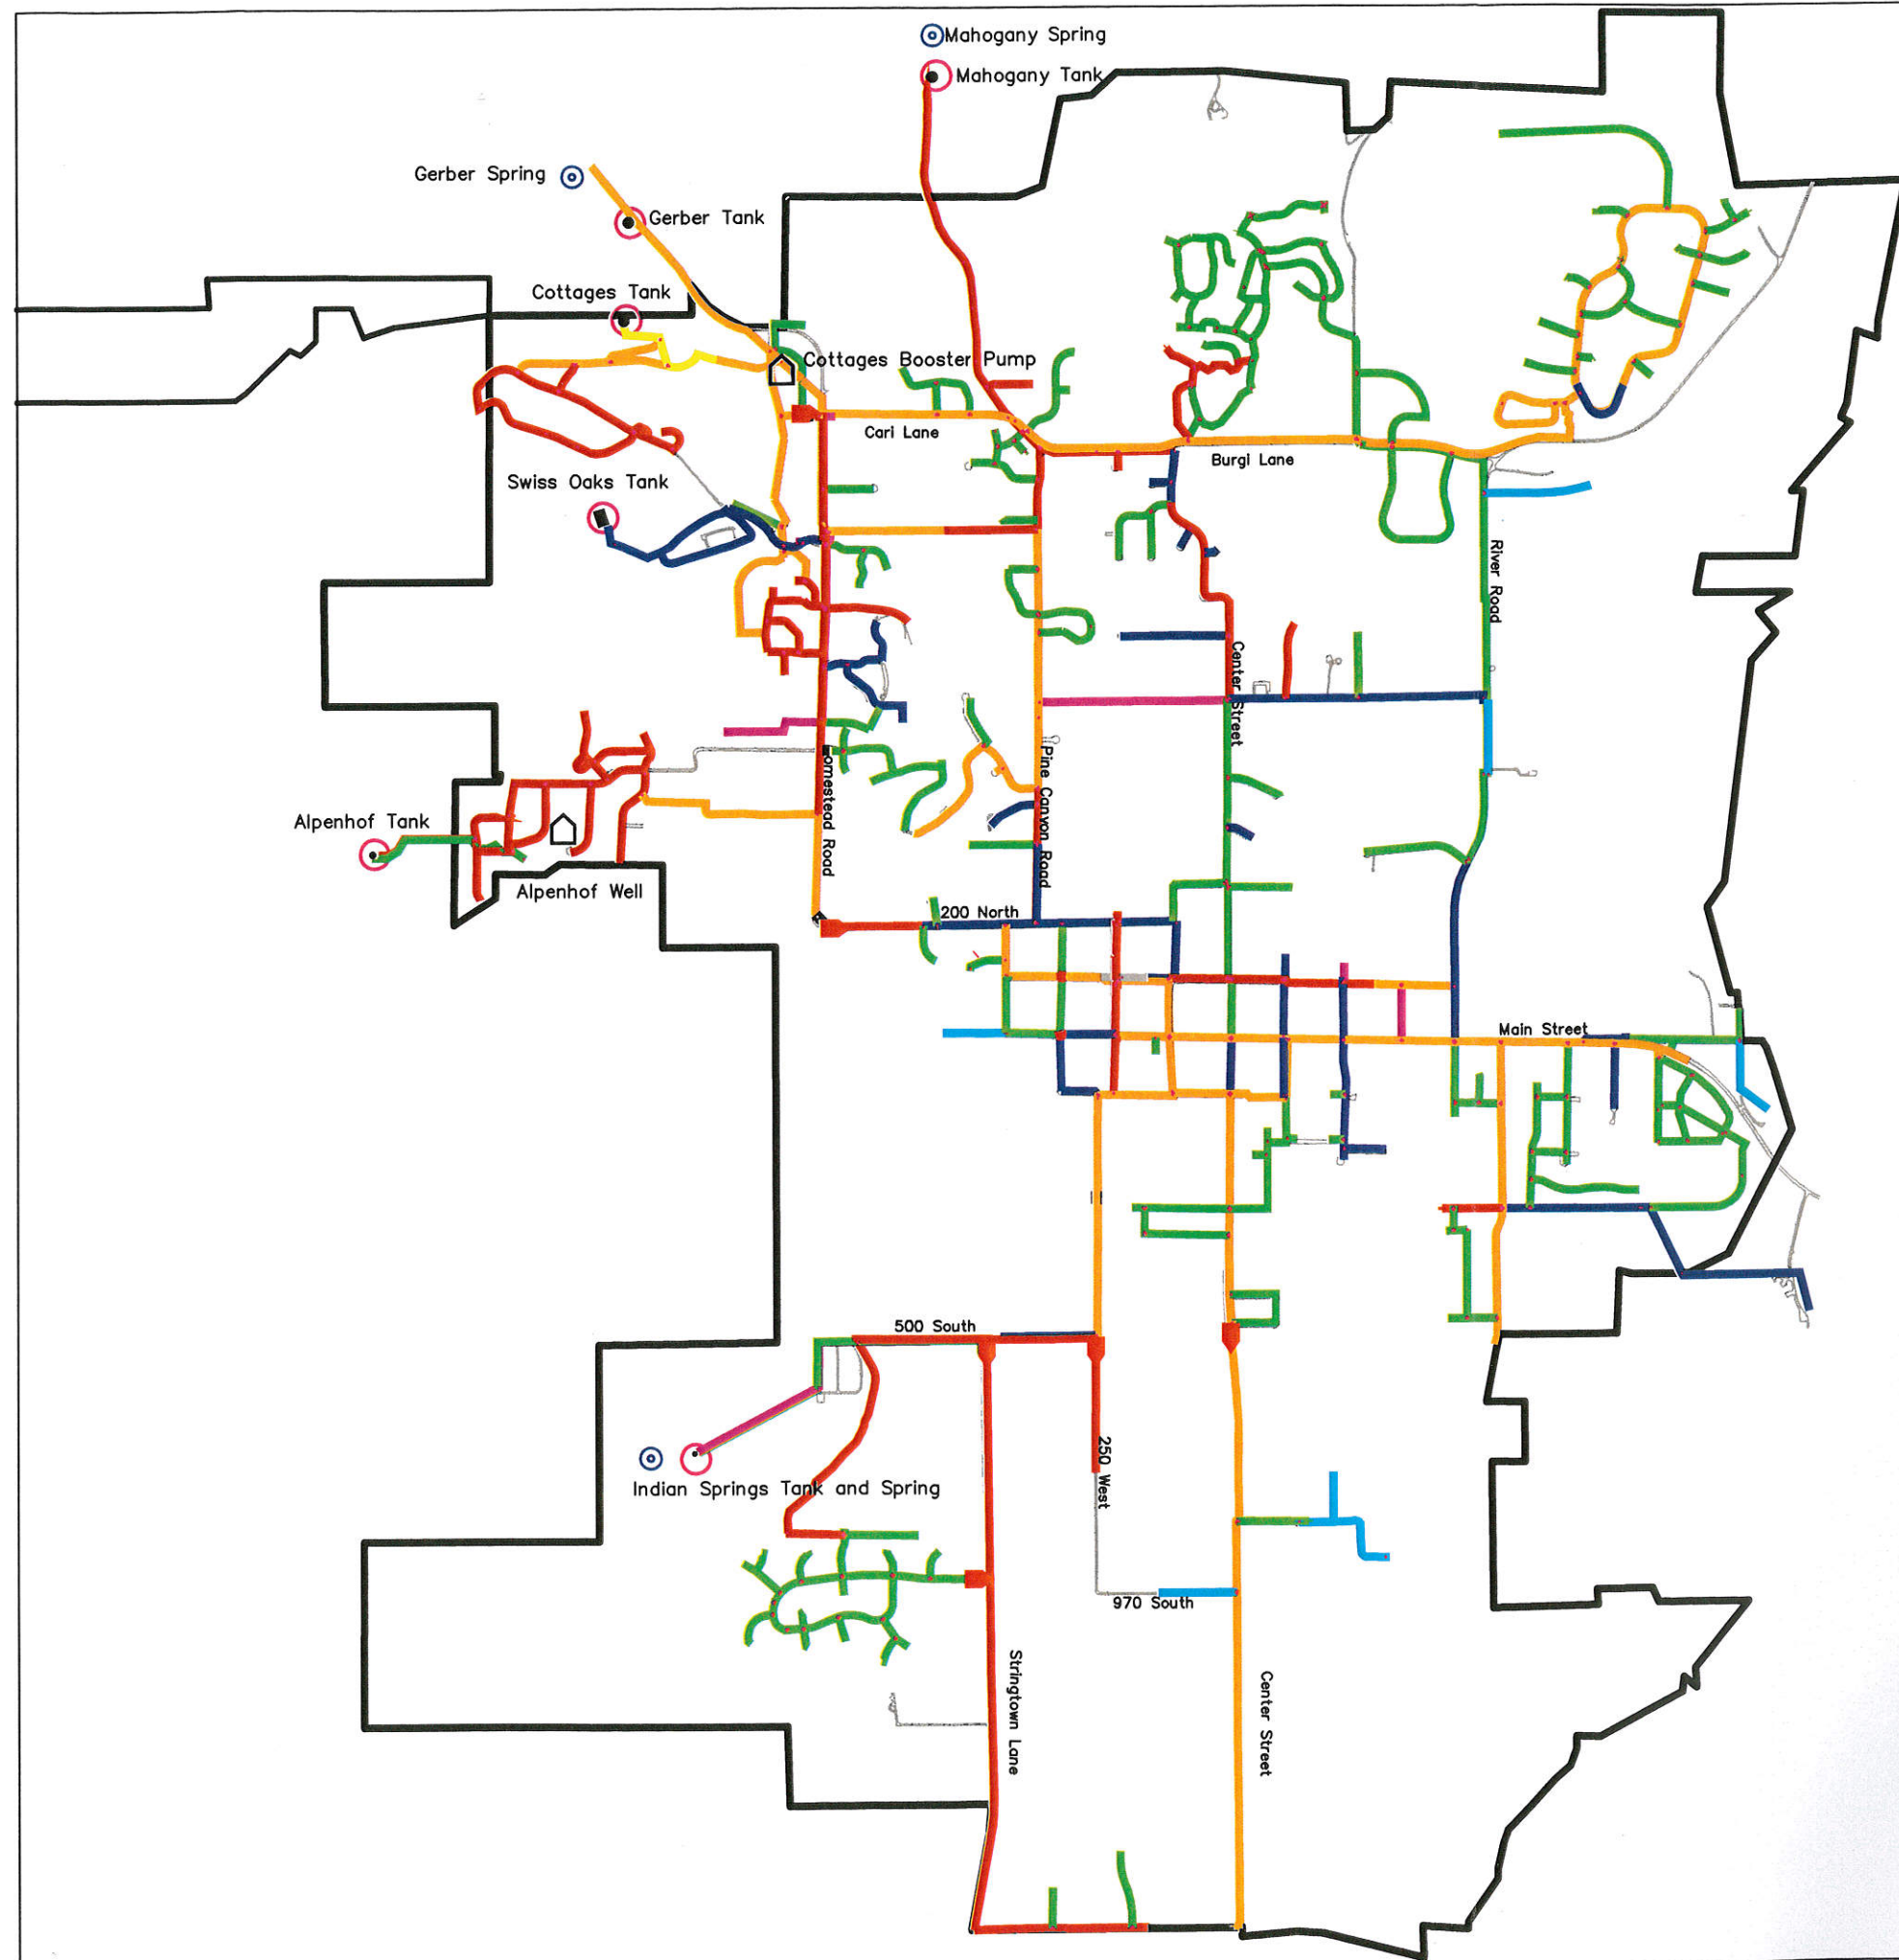 Mahogany Spring
Mahogany Tank
Gerber Spring
Gerber Tank
Cottages Tank
Cottages Booster Pump
Cari Lane
Burgi Lane
Swiss Oaks Tank
River Road
Center Street
Pine Canyon Road
omestead Road
Alpenhof Tank
Alpenhof Well
200 North
Main Street
500 South
250 West
Indian Springs Tank and Spring
970 South
Stringtown Lane
Center Street